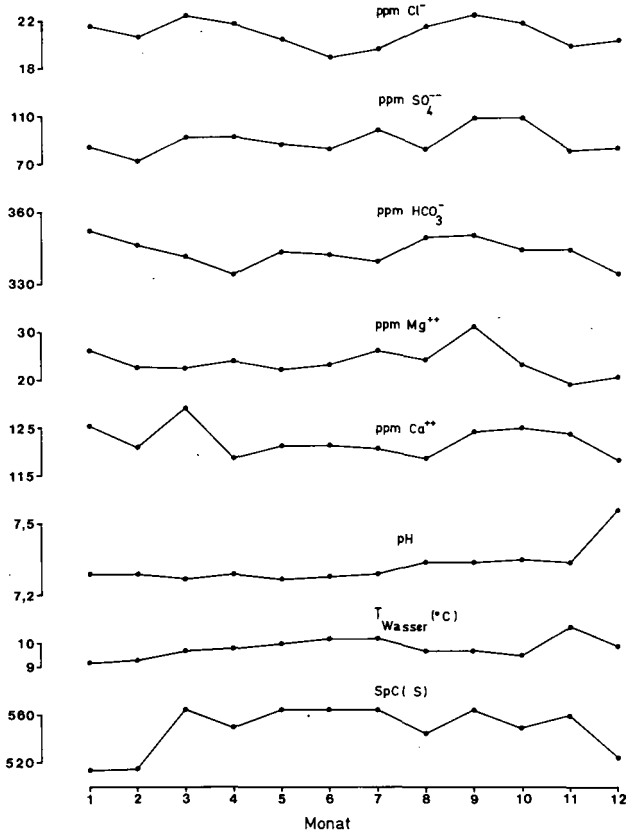 ppm Cl⁻
22
18
ppm SO₄⁻⁻
110
70
ppm HCO₃⁻
360
330
ppm Mg⁺⁺
30
20
ppm Ca⁺⁺
125
115
pH
7,5
7,2
T Wasser (°C)
10
9
SpC ( S)
560
520
1 2 3 4 5 6 7 8 9 10 11 12
Monat